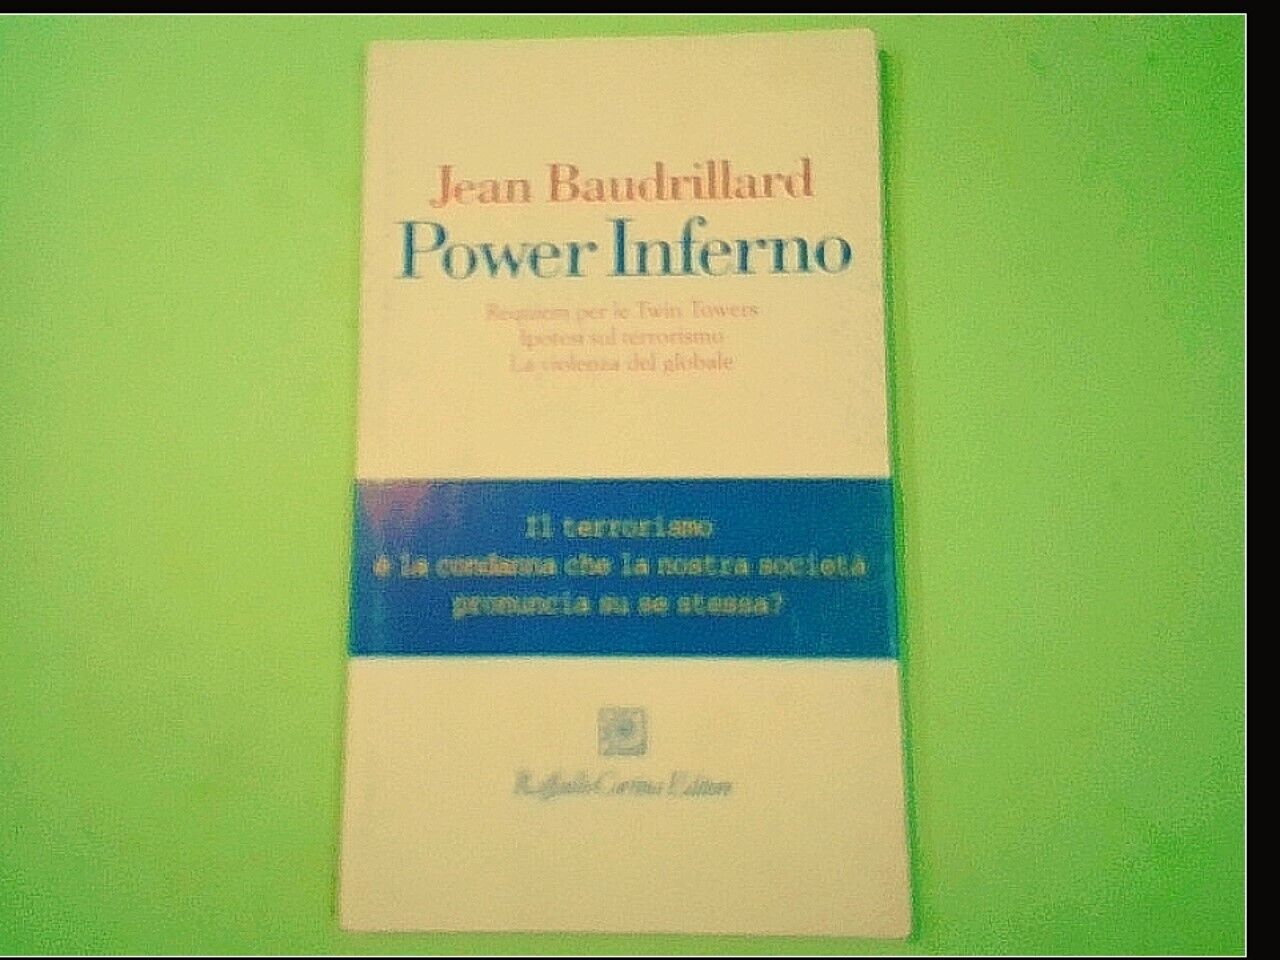 Jean Baudrillard
Power Inferno
Requiem per le Twin Towers
Ipotesi sul terrorismo
La violenza del globale
Il terrorismo
è la condanna che la nostra società
pronuncia su se stessa?
Raffaello Cortina Editore